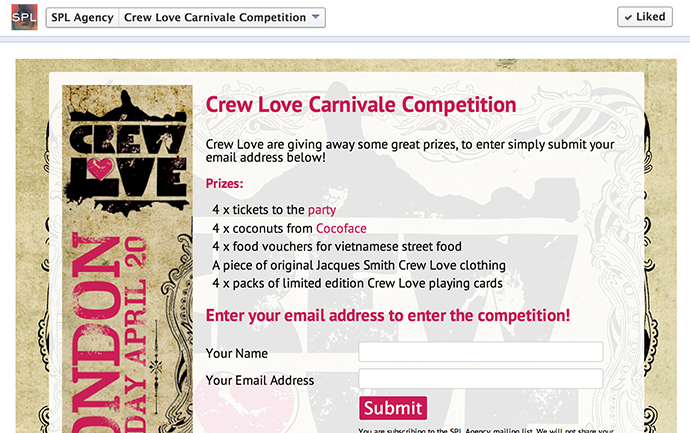 SPL
SPL Agency
Crew Love Carnivale Competition
Liked
CREW
LOVE
Crew Love Carnivale Competition
Crew Love are giving away some great prizes, to enter simply submit your
email address below!
Prizes:
4 x tickets to the party
4 x coconuts from Cocoface
4 x food vouchers for vietnamese street food
A piece of original Jacques Smith Crew Love clothing
4 x packs of limited edition Crew Love playing cards
Enter your email address to enter the competition!
Your Name
Your Email Address
Submit
You are subscribing to the SPL Agency mailing list. We will not share your
ONDON
DAY APRIL 20